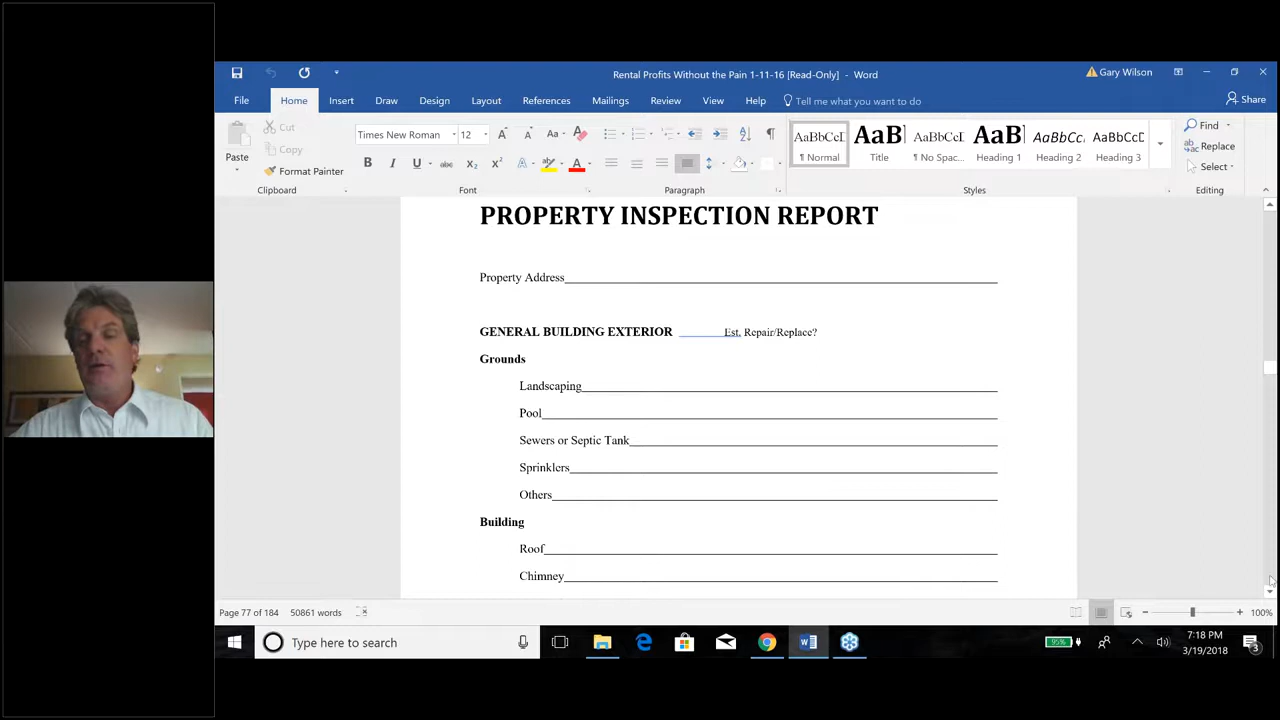 Rental Profits Without the Pain 1-11-16 [Read-Only] - Word
Gary Wilson
File Home Insert Draw Design Layout References Mailings Review View Help Tell me what you want to do
Share
Paste
Cut
Copy
Format Painter
Clipboard
Times New Roman 12
Font
Paragraph
AaBbCcD AaB AaBbCcD AaB AaBbCc AaBbCcD
¶ Normal Title ¶ No Spac... Heading 1 Heading 2 Heading 3
Styles
Find
Replace
Select
Editing
PROPERTY INSPECTION REPORT
Property Address
GENERAL BUILDING EXTERIOR Est. Repair/Replace?
Grounds
Landscaping
Pool
Sewers or Septic Tank
Sprinklers
Others
Building
Roof
Chimney
Page 77 of 184 50861 words
100%
Type here to search
95%
7:18 PM
3/19/2018
3